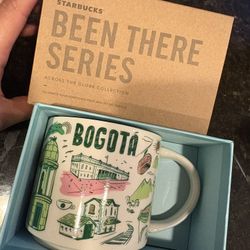 STARBUCKS
BEEN THERE
SERIES
ACROSS THE GLOBE COLLECTION
BOGOTÁ